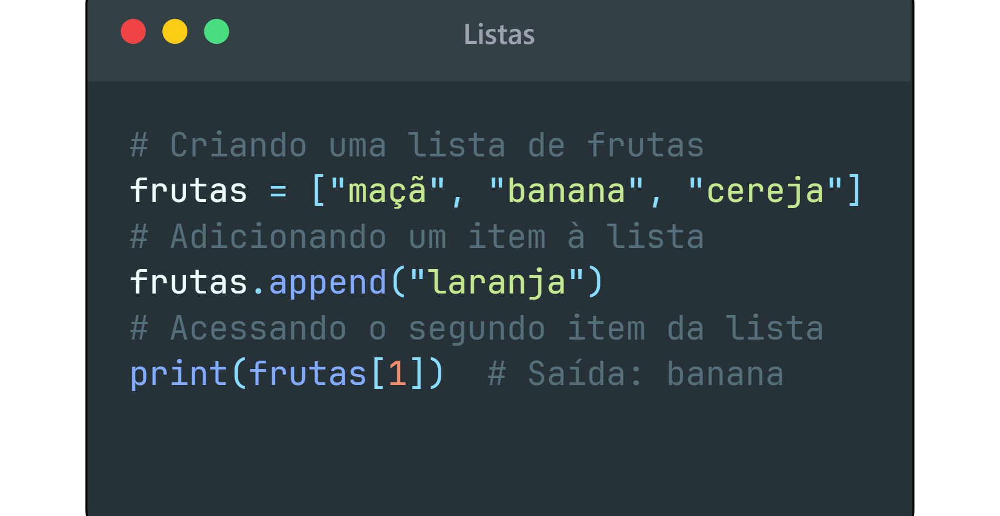 Listas
# Criando uma lista de frutas
frutas = ["maçã", "banana", "cereja"]
# Adicionando um item à lista
frutas.append("laranja")
# Acessando o segundo item da lista
print(frutas[1])  # Saída: banana